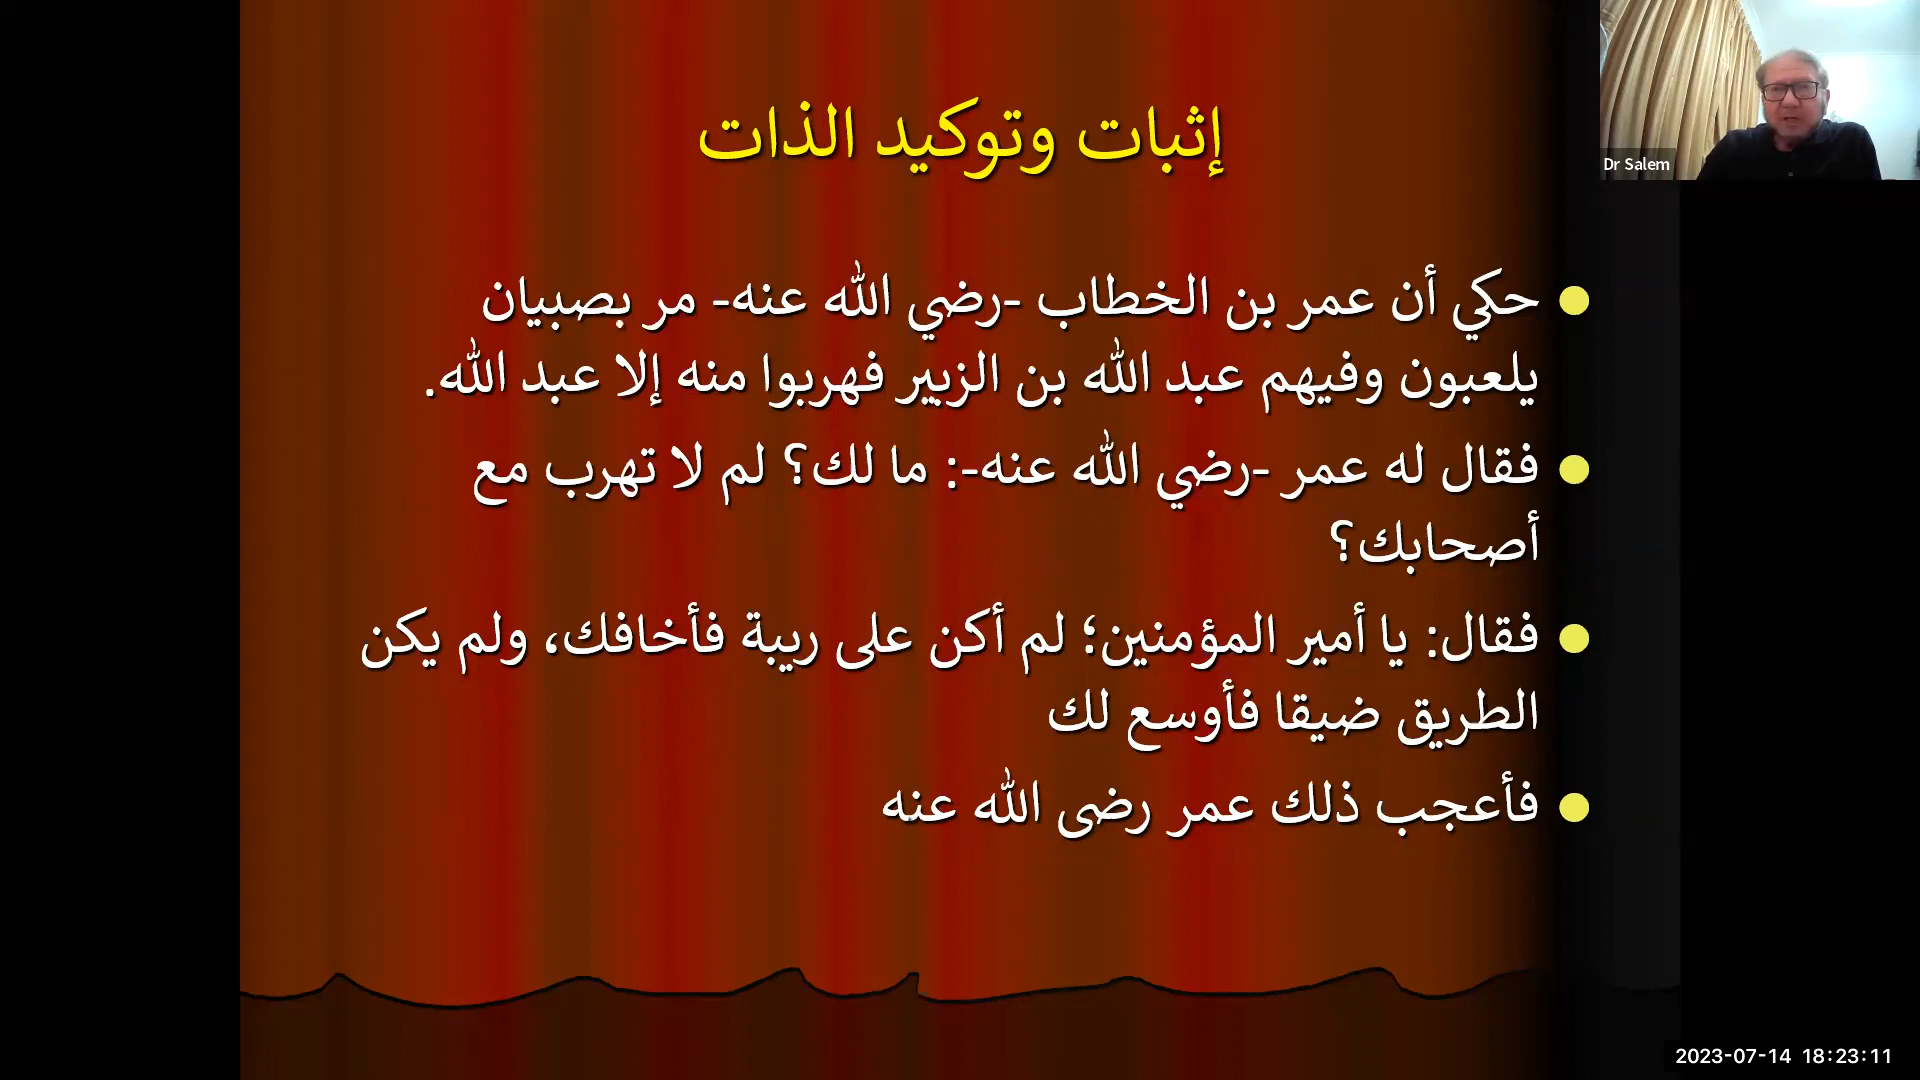 إثبات وتوكيد الذات
حكي أن عمر بن الخطاب -رضي الله عنه- مر بصبيان
يلعبون وفيهم عبد الله بن الزبير فهربوا منه إلا عبد الله.
فقال له عمر -رضي الله عنه-: ما لك؟ لم لا تهرب مع
أصحابك؟
فقال: يا أمير المؤمنين؛ لم أكن على ريبة فأخافك، ولم يكن
الطريق ضيقا فأوسع لك
فأعجب ذلك عمر رضى الله عنه
Dr Salem
2023-07-14 18:23:11